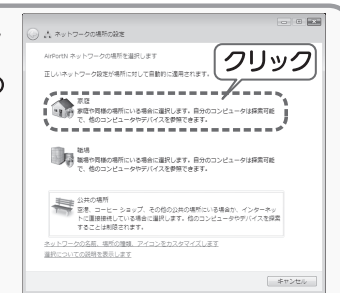 ネットワークの場所の設定
AirPortN ネットワークの場所を選択します
正しいネットワーク設定が場所に対して自動的に適用されます。
クリック
家庭
家庭や同様の場所にいる場合に選択します。自分のコンピュータは探索可能
で、他のコンピュータやデバイスを参照できます。
職場
職場や同様の場所にいる場合に選択します。自分のコンピュータは探索可能
で、他のコンピュータやデバイスを参照できます。
公共の場所
空港、コーヒー ショップ、その他の公共の場所にいる場合か、インターネッ
トに直接接続している場合に選択します。他のコンピュータやデバイスを探索
することは制限されます。
ネットワークの名前、場所の種類、アイコンをカスタマイズします
選択についての説明を表示します
キャンセル
の